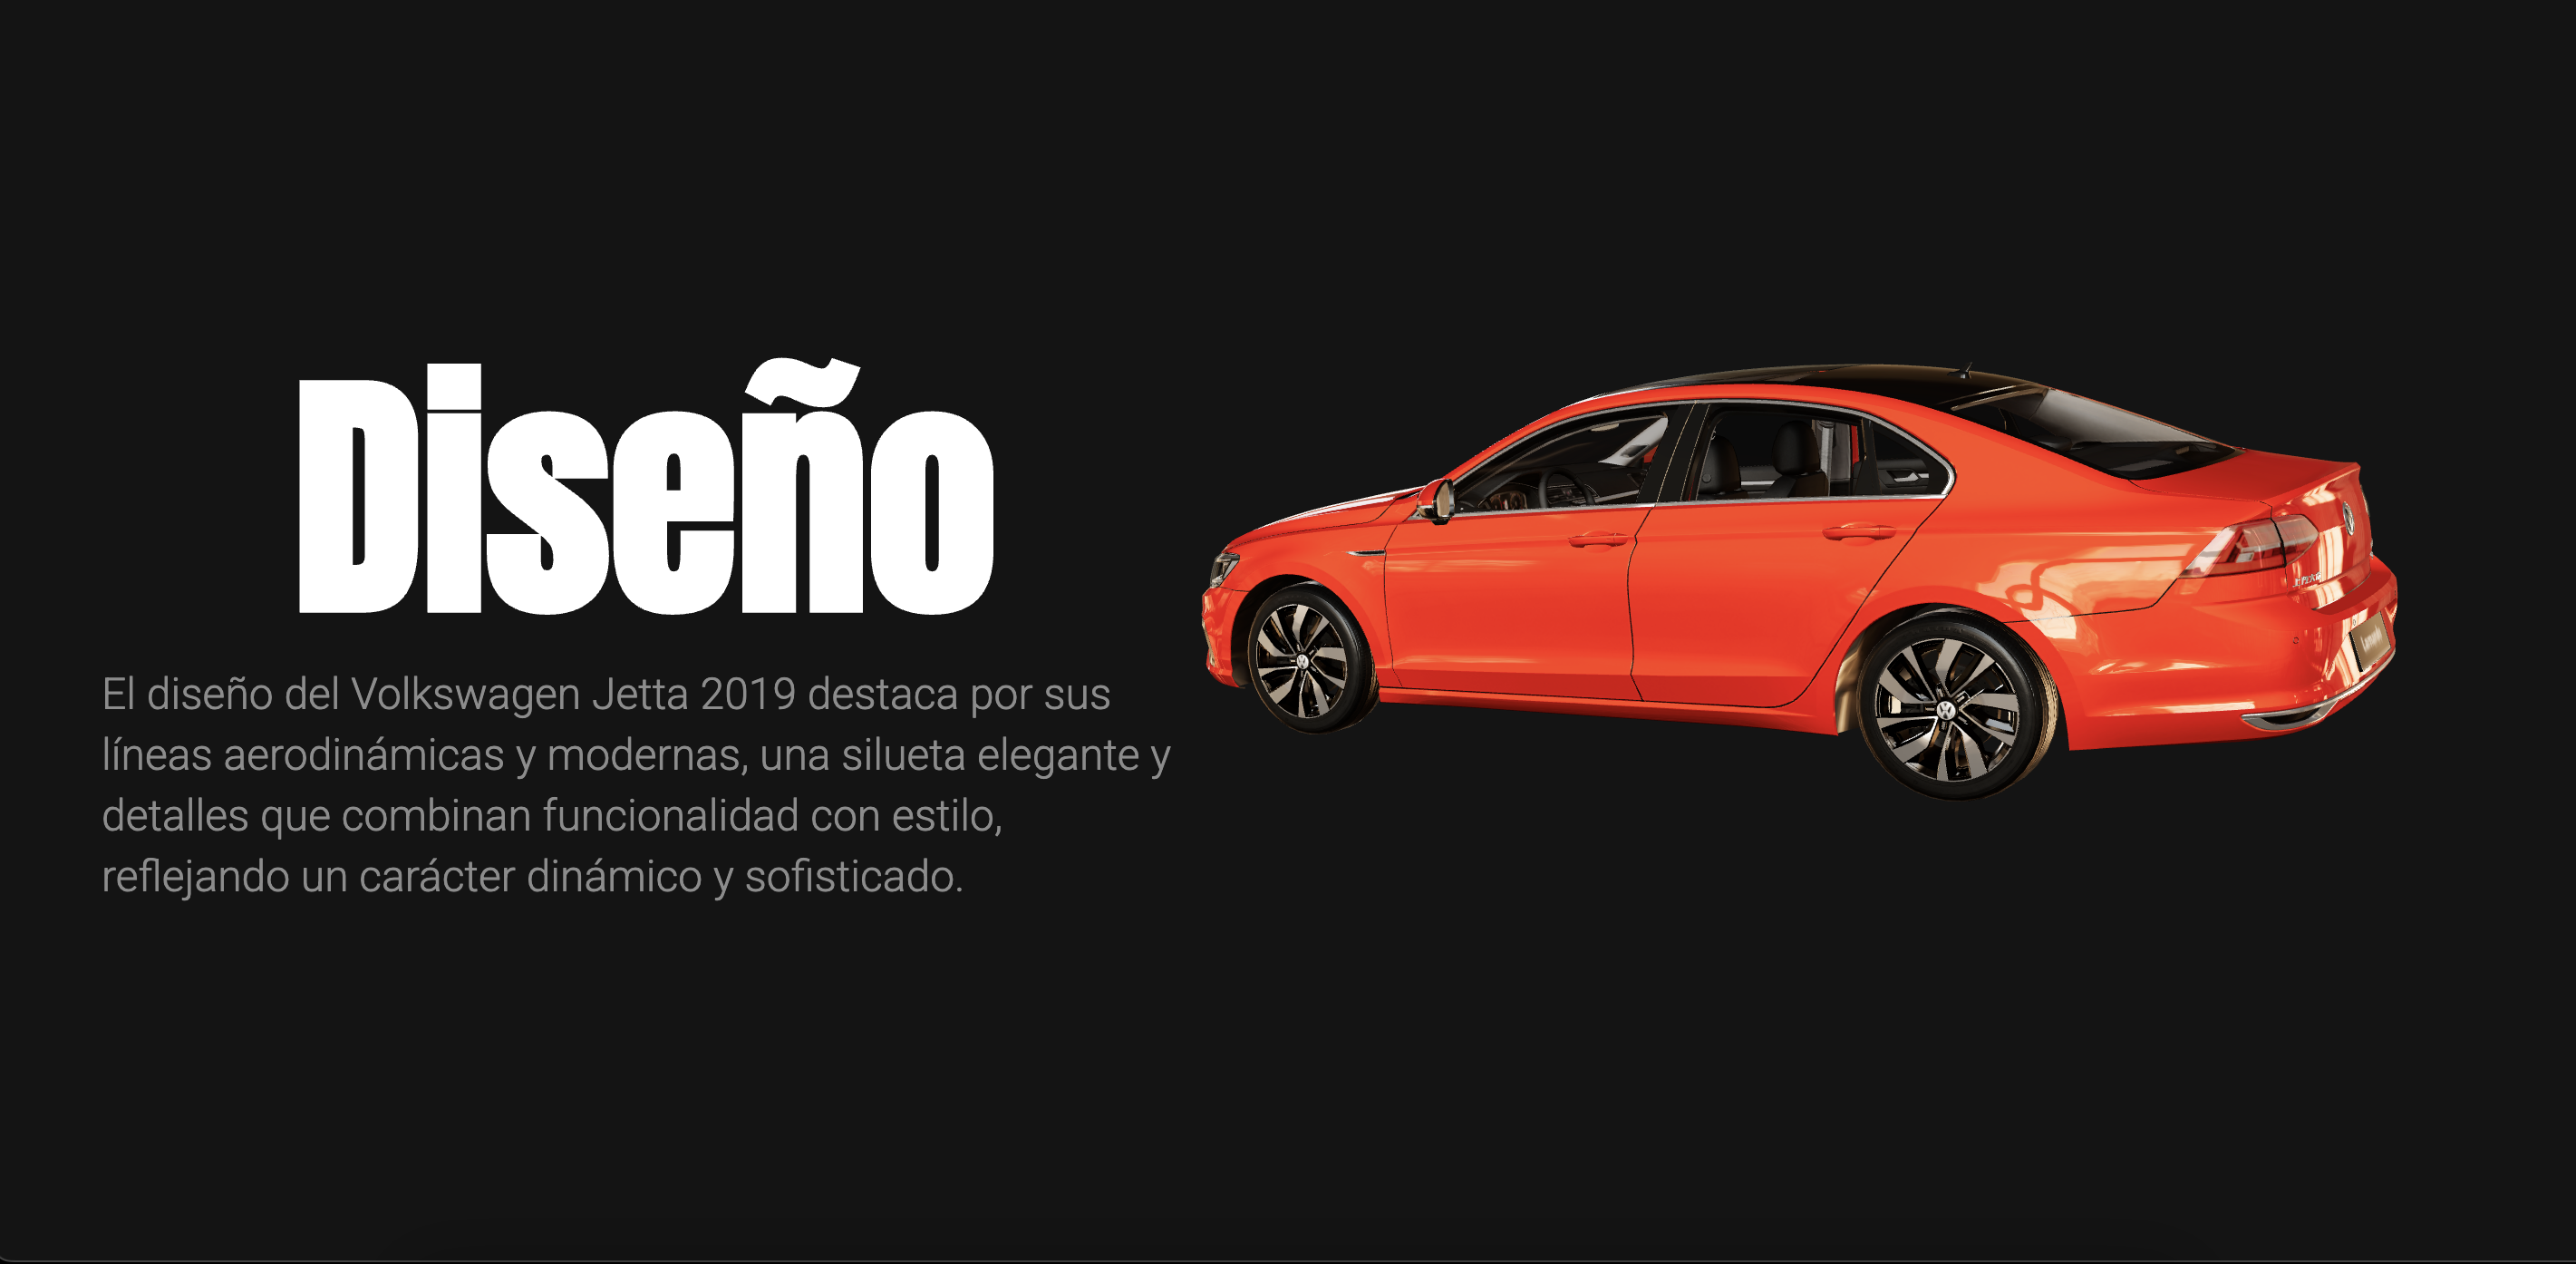 Diseño
El diseño del Volkswagen Jetta 2019 destaca por sus
líneas aerodinámicas y modernas, una silueta elegante y
detalles que combinan funcionalidad con estilo,
reflejando un carácter dinámico y sofisticado.